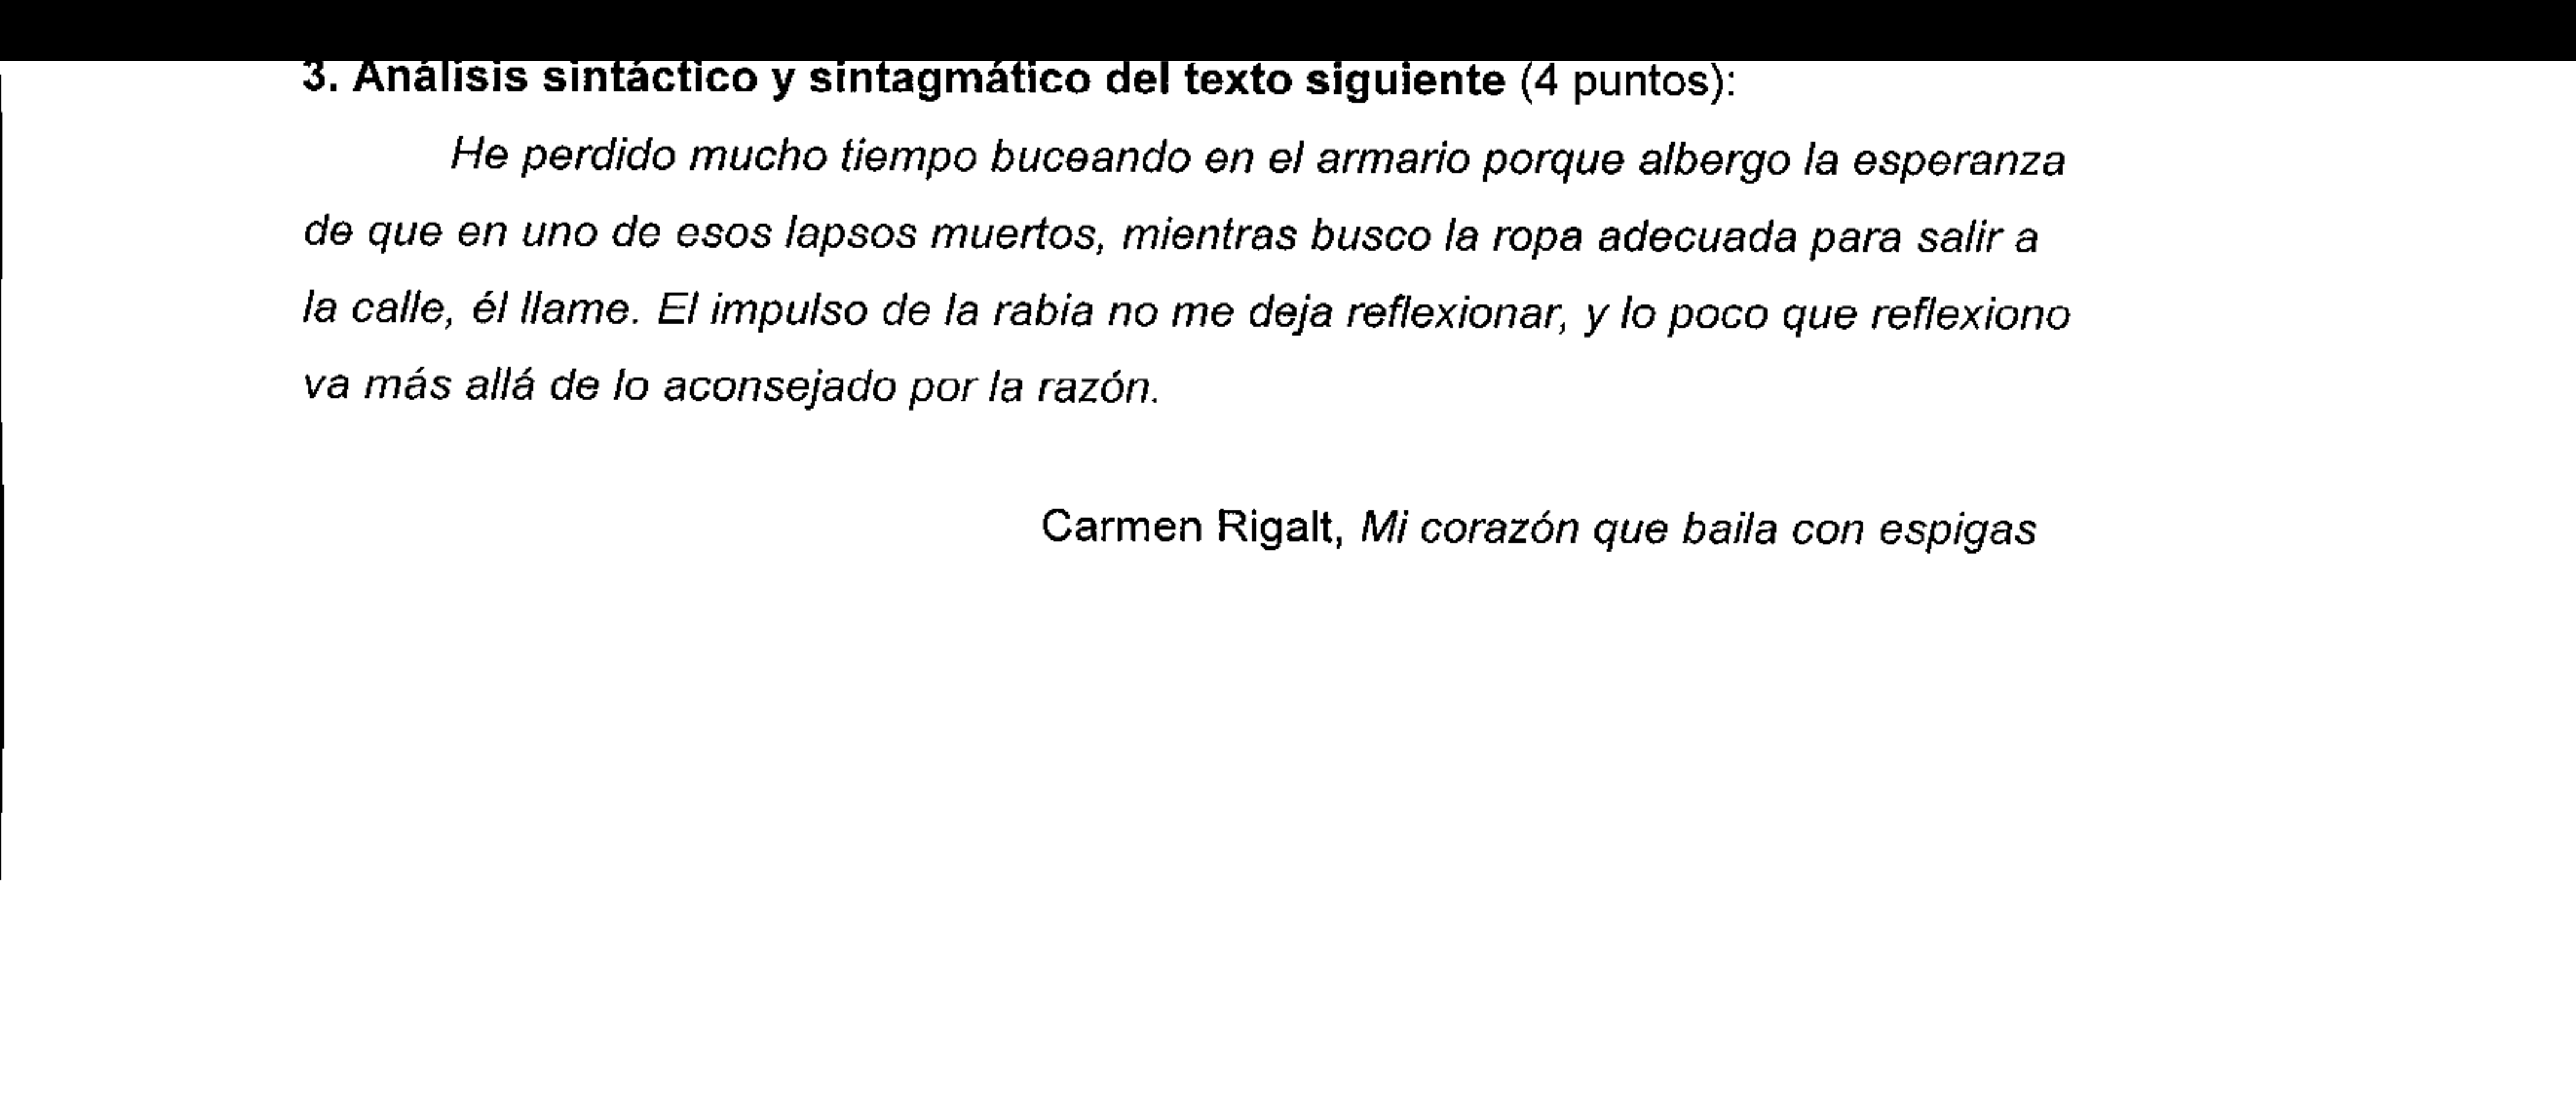 3. Análisis sintáctico y sintagmático del texto siguiente (4 puntos):
He perdido mucho tiempo buceando en el armario porque albergo la esperanza
de que en uno de esos lapsos muertos, mientras busco la ropa adecuada para salir a
la calle, él llame. El impulso de la rabia no me deja reflexionar, y lo poco que reflexiono
va más allá de lo aconsejado por la razón.
Carmen Rigalt, Mi corazón que baila con espigas